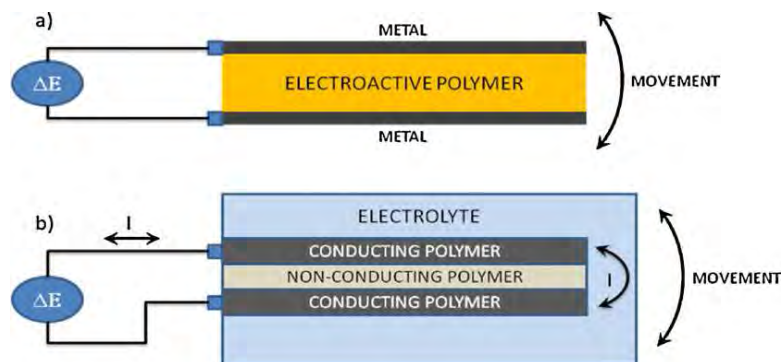 a)
METAL
ΔE
ELECTROACTIVE POLYMER
MOVEMENT
METAL
b)
I
ELECTROLYTE
CONDUCTING POLYMER
NON-CONDUCTING POLYMER
I
MOVEMENT
ΔE
CONDUCTING POLYMER